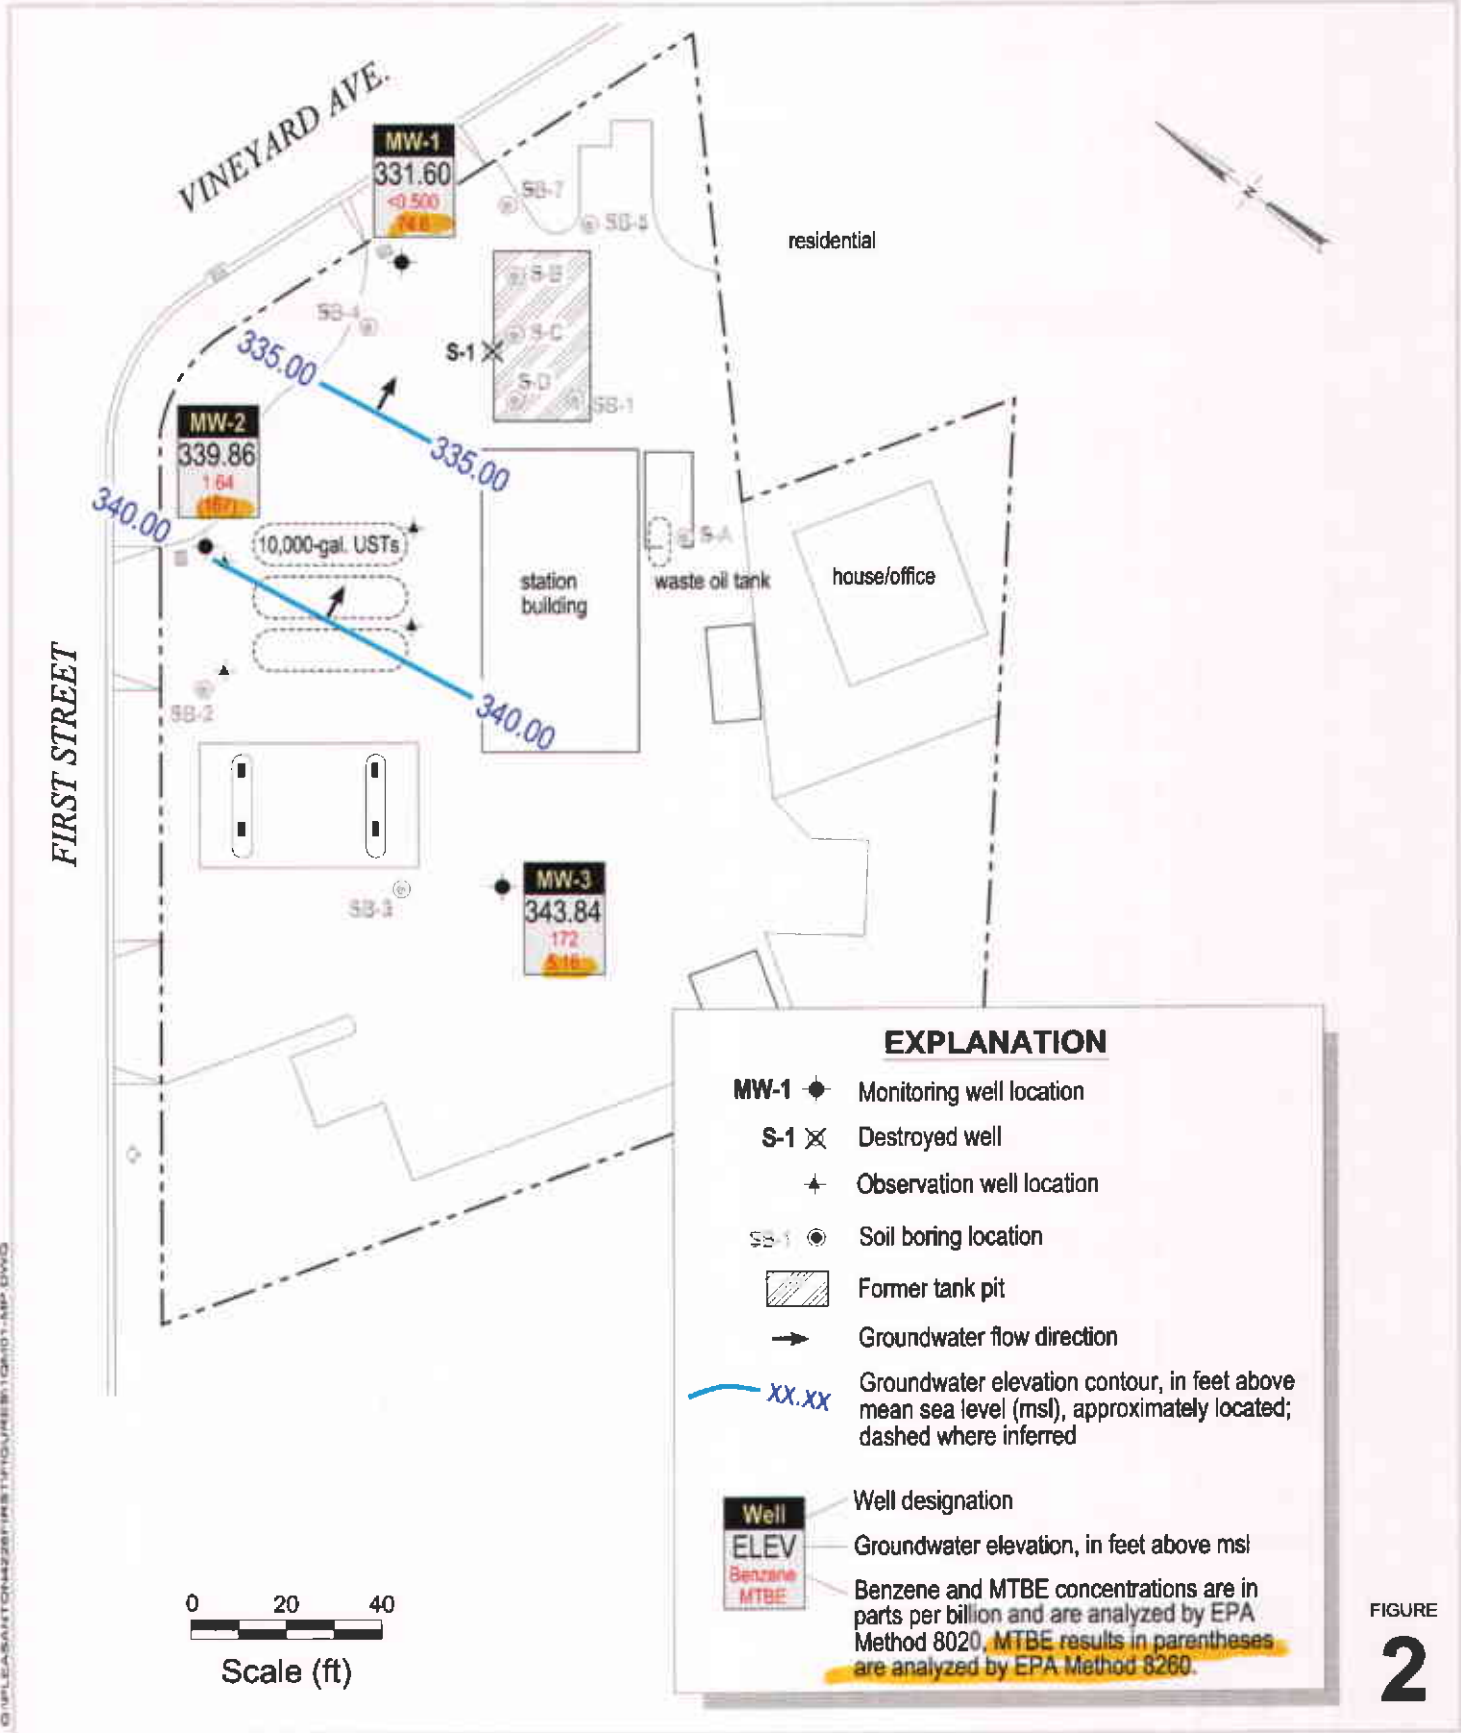 VINEYARD AVE.
MW-1
331.60
<0.500
74.6
SB-7
SB-5
residential
N
S-B
SB-4
S-C
335.00
S-1
S-D
SB-1
MW-2
339.86
1.64
335.00
340.00
10,000-gal. USTs
S-A
station
building
waste oil tank
house/office
FIRST STREET
SB-2
340.00
MW-3
343.84
172
5.16
SB-3
EXPLANATION
MW-1 Monitoring well location
S-1 Destroyed well
Observation well location
SB-1 Soil boring location
Former tank pit
Groundwater flow direction
XX.XX Groundwater elevation contour, in feet above
mean sea level (msl), approximately located;
dashed where inferred
Well Well designation
ELEV Groundwater elevation, in feet above msl
Benzene
MTBE
Benzene and MTBE concentrations are in
parts per billion and are analyzed by EPA
Method 8020. MTBE results in parentheses
are analyzed by EPA Method 8260.
0 20 40
Scale (ft)
FIGURE
2